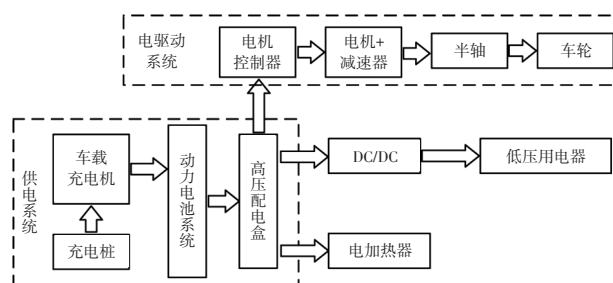 电驱动
系统
电机
控制器
电机+
减速器
半轴
车轮
供电系统
车载
充电机
充电桩
动力电池系统
高压配电盒
DC/DC
低压用电器
电加热器